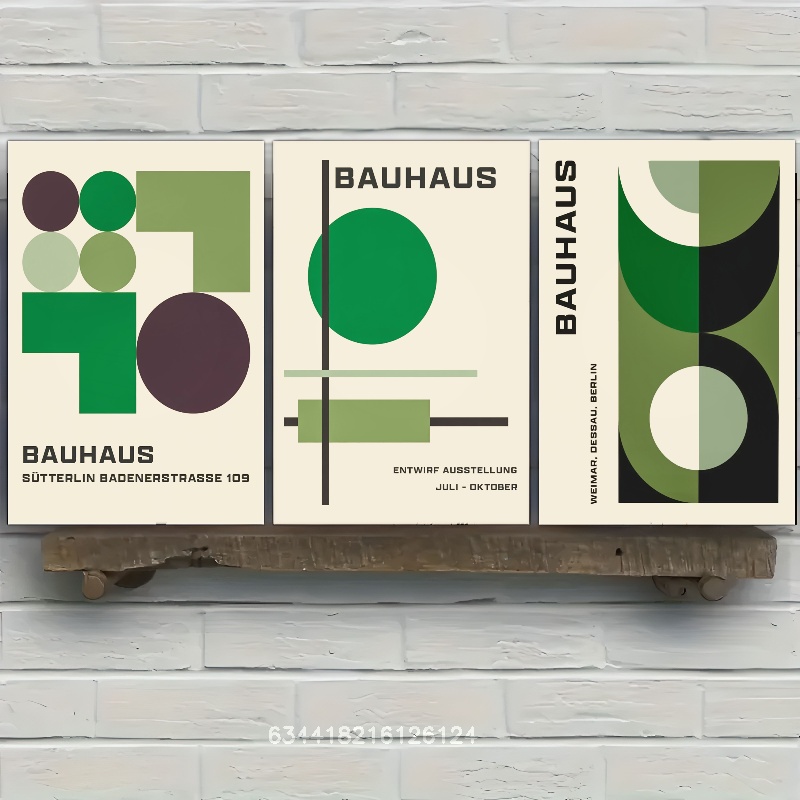 BAUHAUS
SÜTTERLIN BADENERSTRASSE 109
BAUHAUS
ENTWIRF AUSSTELLUNG
JULI - OKTOBER
BAUHAUS
WEIMAR. DESSAU. BERLIN
634418216126124